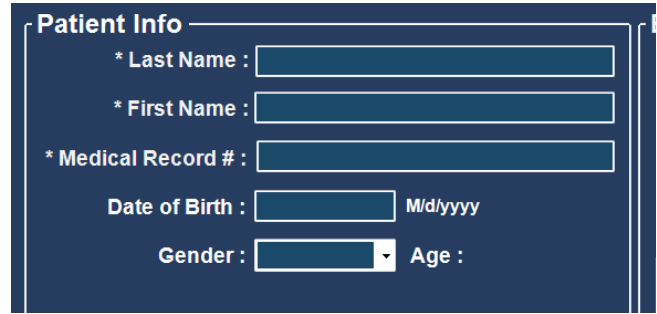 Patient Info
* Last Name :
* First Name :
* Medical Record # :
Date of Birth : M/d/yyyy
Gender : Age :